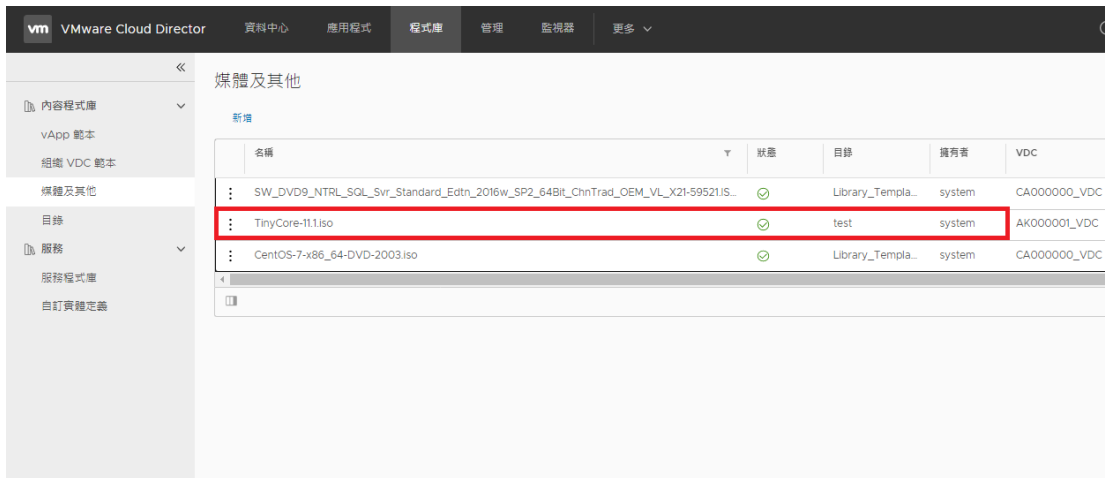 vm VMware Cloud Director 資料中心 應用程式 程式庫 管理 監視器 更多
媒體及其他
內容程式庫
vApp 範本
組織 VDC 範本
媒體及其他
目錄
服務
服務程式庫
自訂實體定義
新增
名稱 狀態 目錄 擁有者 VDC
SW_DVD9_NTRL_SQL_Svr_Standard_Edtn_2016w_SP2_64Bit_ChnTrad_OEM_VL_X21-59521.IS... Library_Templa... system CA000000_VDC
TinyCore-11.1.iso test system AK000001_VDC
CentOS-7-x86_64-DVD-2003.iso Library_Templa... system CA000000_VDC